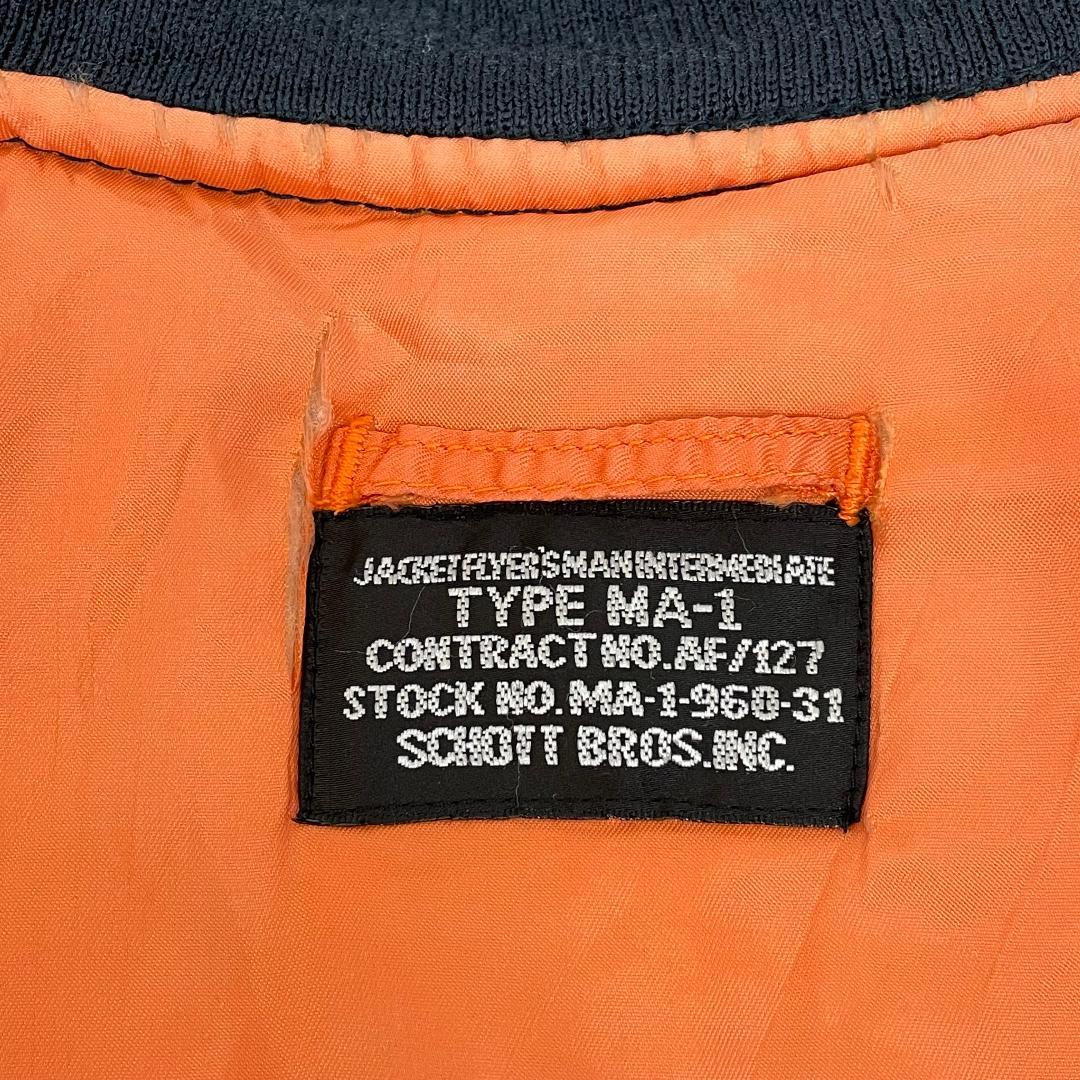 JACKET FLYER'S MAN INTERMEDIATE
TYPE MA-1
CONTRACT NO.AF/127
STOCK NO.MA-1-960-31
SCHOTT BROS.INC.